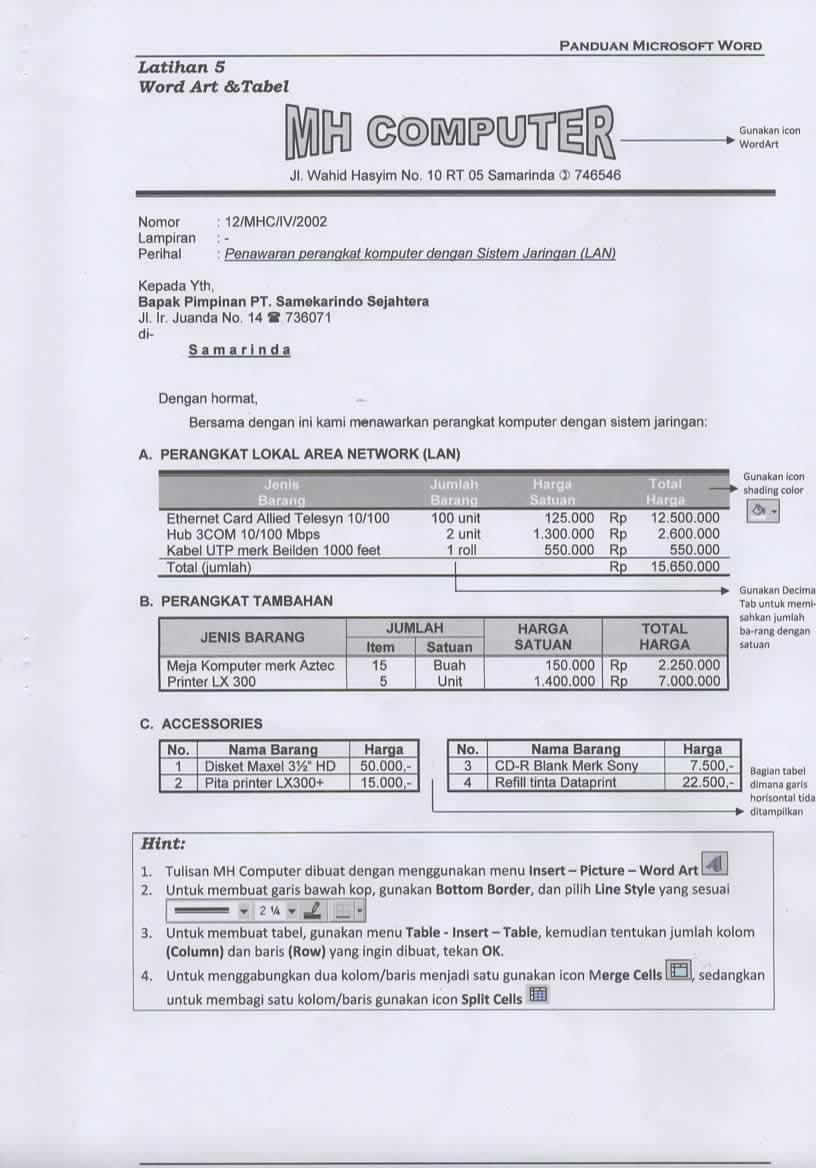 PANDUAN MICROSOFT WORD
Latihan 5
Word Art &Tabel
MH COMPUTER
Gunakan icon
WordArt
Jl. Wahid Hasyim No. 10 RT 05 Samarinda ✆ 746546
Nomor : 12/MHC/IV/2002
Lampiran : -
Perihal : Penawaran perangkat komputer dengan Sistem Jaringan (LAN)
Kepada Yth,
Bapak Pimpinan PT. Samekarindo Sejahtera
Jl. Ir. Juanda No. 14 ☎ 736071
di-
S a m a r i n d a
Dengan hormat,
Bersama dengan ini kami menawarkan perangkat komputer dengan sistem jaringan:
A. PERANGKAT LOKAL AREA NETWORK (LAN)
Jenis Jumlah Harga Total
Barang Barang Satuan Harga
Gunakan icon
shading color
Ethernet Card Allied Telesyn 10/100 100 unit 125.000 Rp 12.500.000
Hub 3COM 10/100 Mbps 2 unit 1.300.000 Rp 2.600.000
Kabel UTP merk Beilden 1000 feet 1 roll 550.000 Rp 550.000
Total (jumlah) Rp 15.650.000
Gunakan Decima
Tab untuk memi-
sahkan jumlah
ba-rang dengan
satuan
B. PERANGKAT TAMBAHAN
JENIS BARANG JUMLAH HARGA SATUAN TOTAL HARGA
Item Satuan
Meja Komputer merk Aztec 15 Buah 150.000 Rp 2.250.000
Printer LX 300 5 Unit 1.400.000 Rp 7.000.000
C. ACCESSORIES
No. Nama Barang Harga No. Nama Barang Harga
1 Disket Maxel 3½" HD 50.000,- 3 CD-R Blank Merk Sony 7.500,-
2 Pita printer LX300+ 15.000,- 4 Refill tinta Dataprint 22.500,-
Bagian tabel
dimana garis
horisontal tida
ditampilkan
Hint:
1. Tulisan MH Computer dibuat dengan menggunakan menu Insert – Picture – Word Art
2. Untuk membuat garis bawah kop, gunakan Bottom Border, dan pilih Line Style yang sesuai
2 ¼
3. Untuk membuat tabel, gunakan menu Table - Insert – Table, kemudian tentukan jumlah kolom
(Column) dan baris (Row) yang ingin dibuat, tekan OK.
4. Untuk menggabungkan dua kolom/baris menjadi satu gunakan icon Merge Cells , sedangkan
untuk membagi satu kolom/baris gunakan icon Split Cells